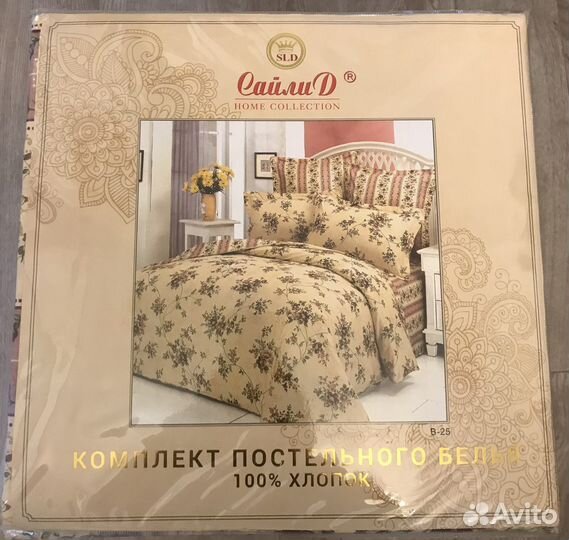 SLD
СайлиД ®
HOME COLLECTION
B-25
КОМПЛЕКТ ПОСТЕЛЬНОГО БЕЛЬЯ
100% ХЛОПОК
Avito